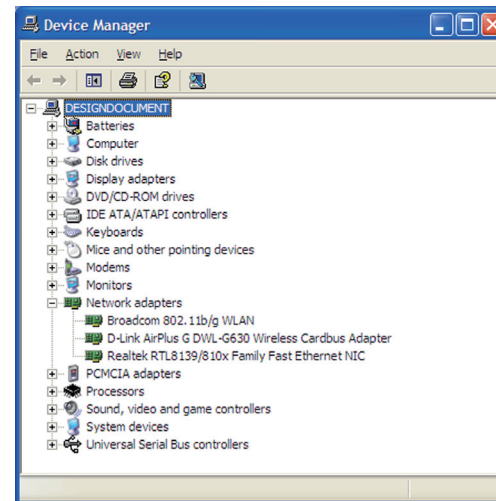 Device Manager
File Action View Help
DESIGNDOCUMENT
Batteries
Computer
Disk drives
Display adapters
DVD/CD-ROM drives
IDE ATA/ATAPI controllers
Keyboards
Mice and other pointing devices
Modems
Monitors
Network adapters
Broadcom 802.11b/g WLAN
D-Link AirPlus G DWL-G630 Wireless Cardbus Adapter
Realtek RTL8139/810x Family Fast Ethernet NIC
PCMCIA adapters
Processors
Sound, video and game controllers
System devices
Universal Serial Bus controllers